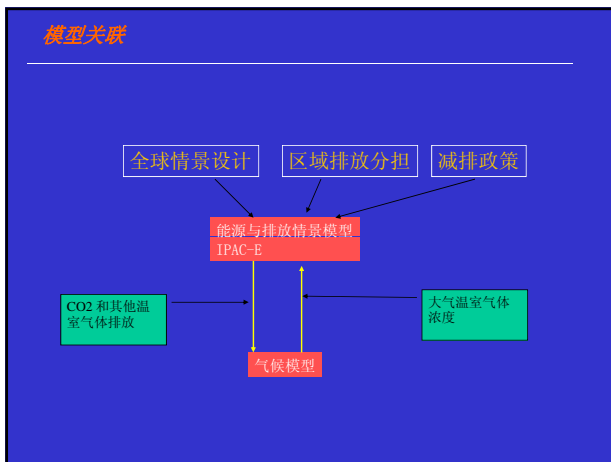 模型关联
全球情景设计
区域排放分担
减排政策
能源与排放情景模型
IPAC-E
CO2 和其他温
室气体排放
大气温室气体
浓度
气候模型